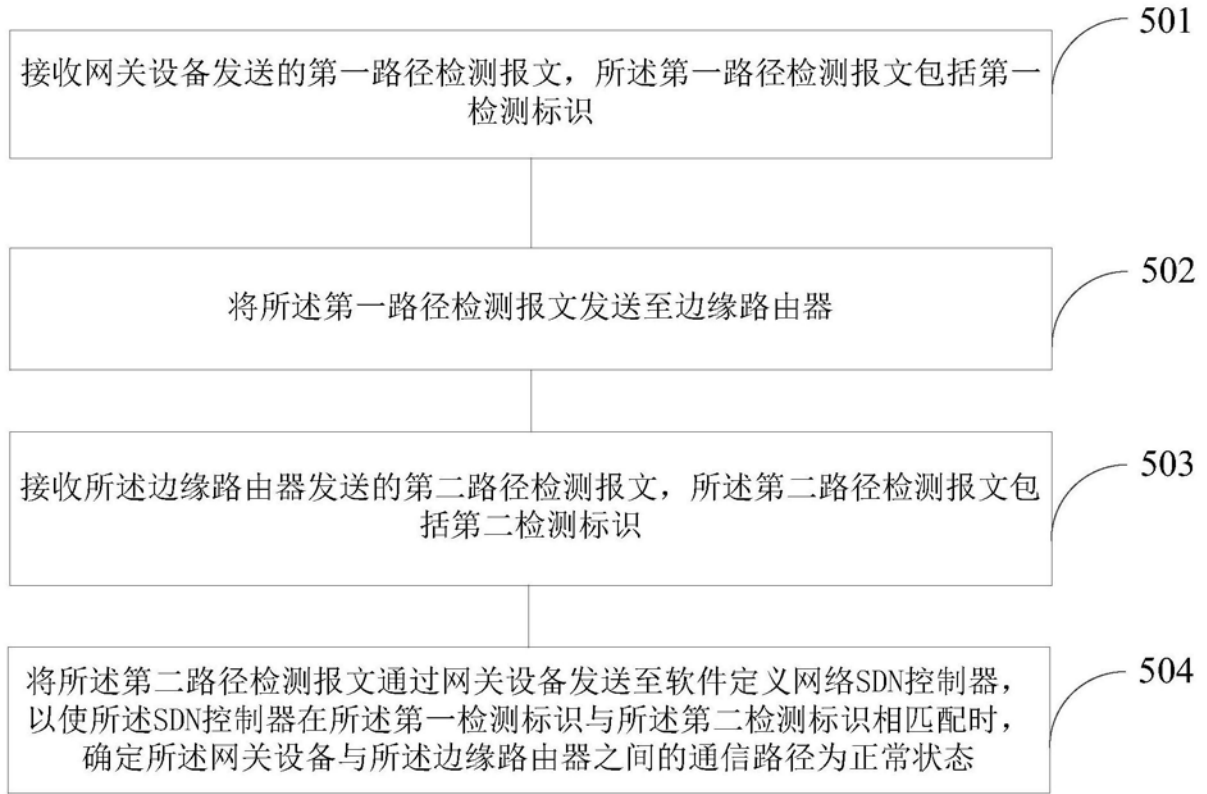 501
接收网关设备发送的第一路径检测报文，所述第一路径检测报文包括第一
检测标识
502
将所述第一路径检测报文发送至边缘路由器
503
接收所述边缘路由器发送的第二路径检测报文，所述第二路径检测报文包
括第二检测标识
504
将所述第二路径检测报文通过网关设备发送至软件定义网络SDN控制器，
以使所述SDN控制器在所述第一检测标识与所述第二检测标识相匹配时，
确定所述网关设备与所述边缘路由器之间的通信路径为正常状态